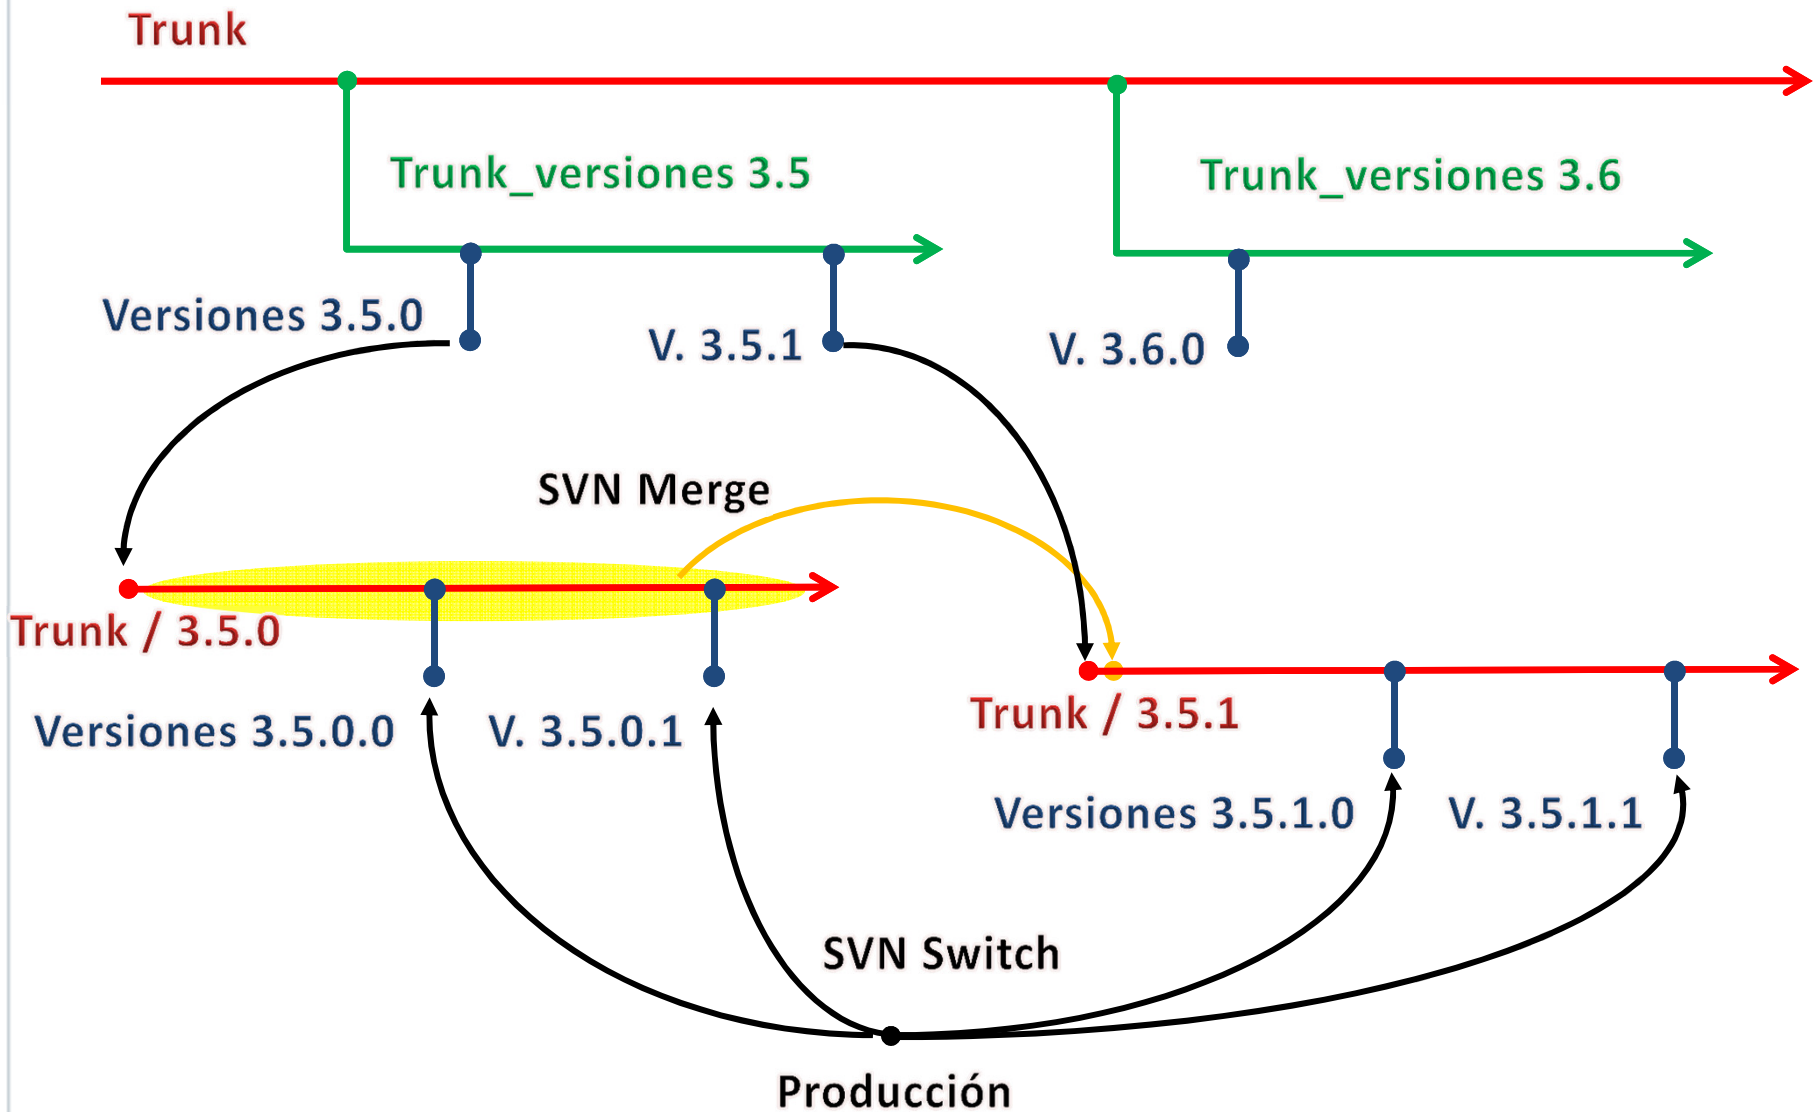 Trunk
Trunk_versiones 3.5
Trunk_versiones 3.6
Versiones 3.5.0
V. 3.5.1
V. 3.6.0
SVN Merge
Trunk / 3.5.0
Trunk / 3.5.1
Versiones 3.5.0.0
V. 3.5.0.1
Versiones 3.5.1.0
V. 3.5.1.1
SVN Switch
Producción